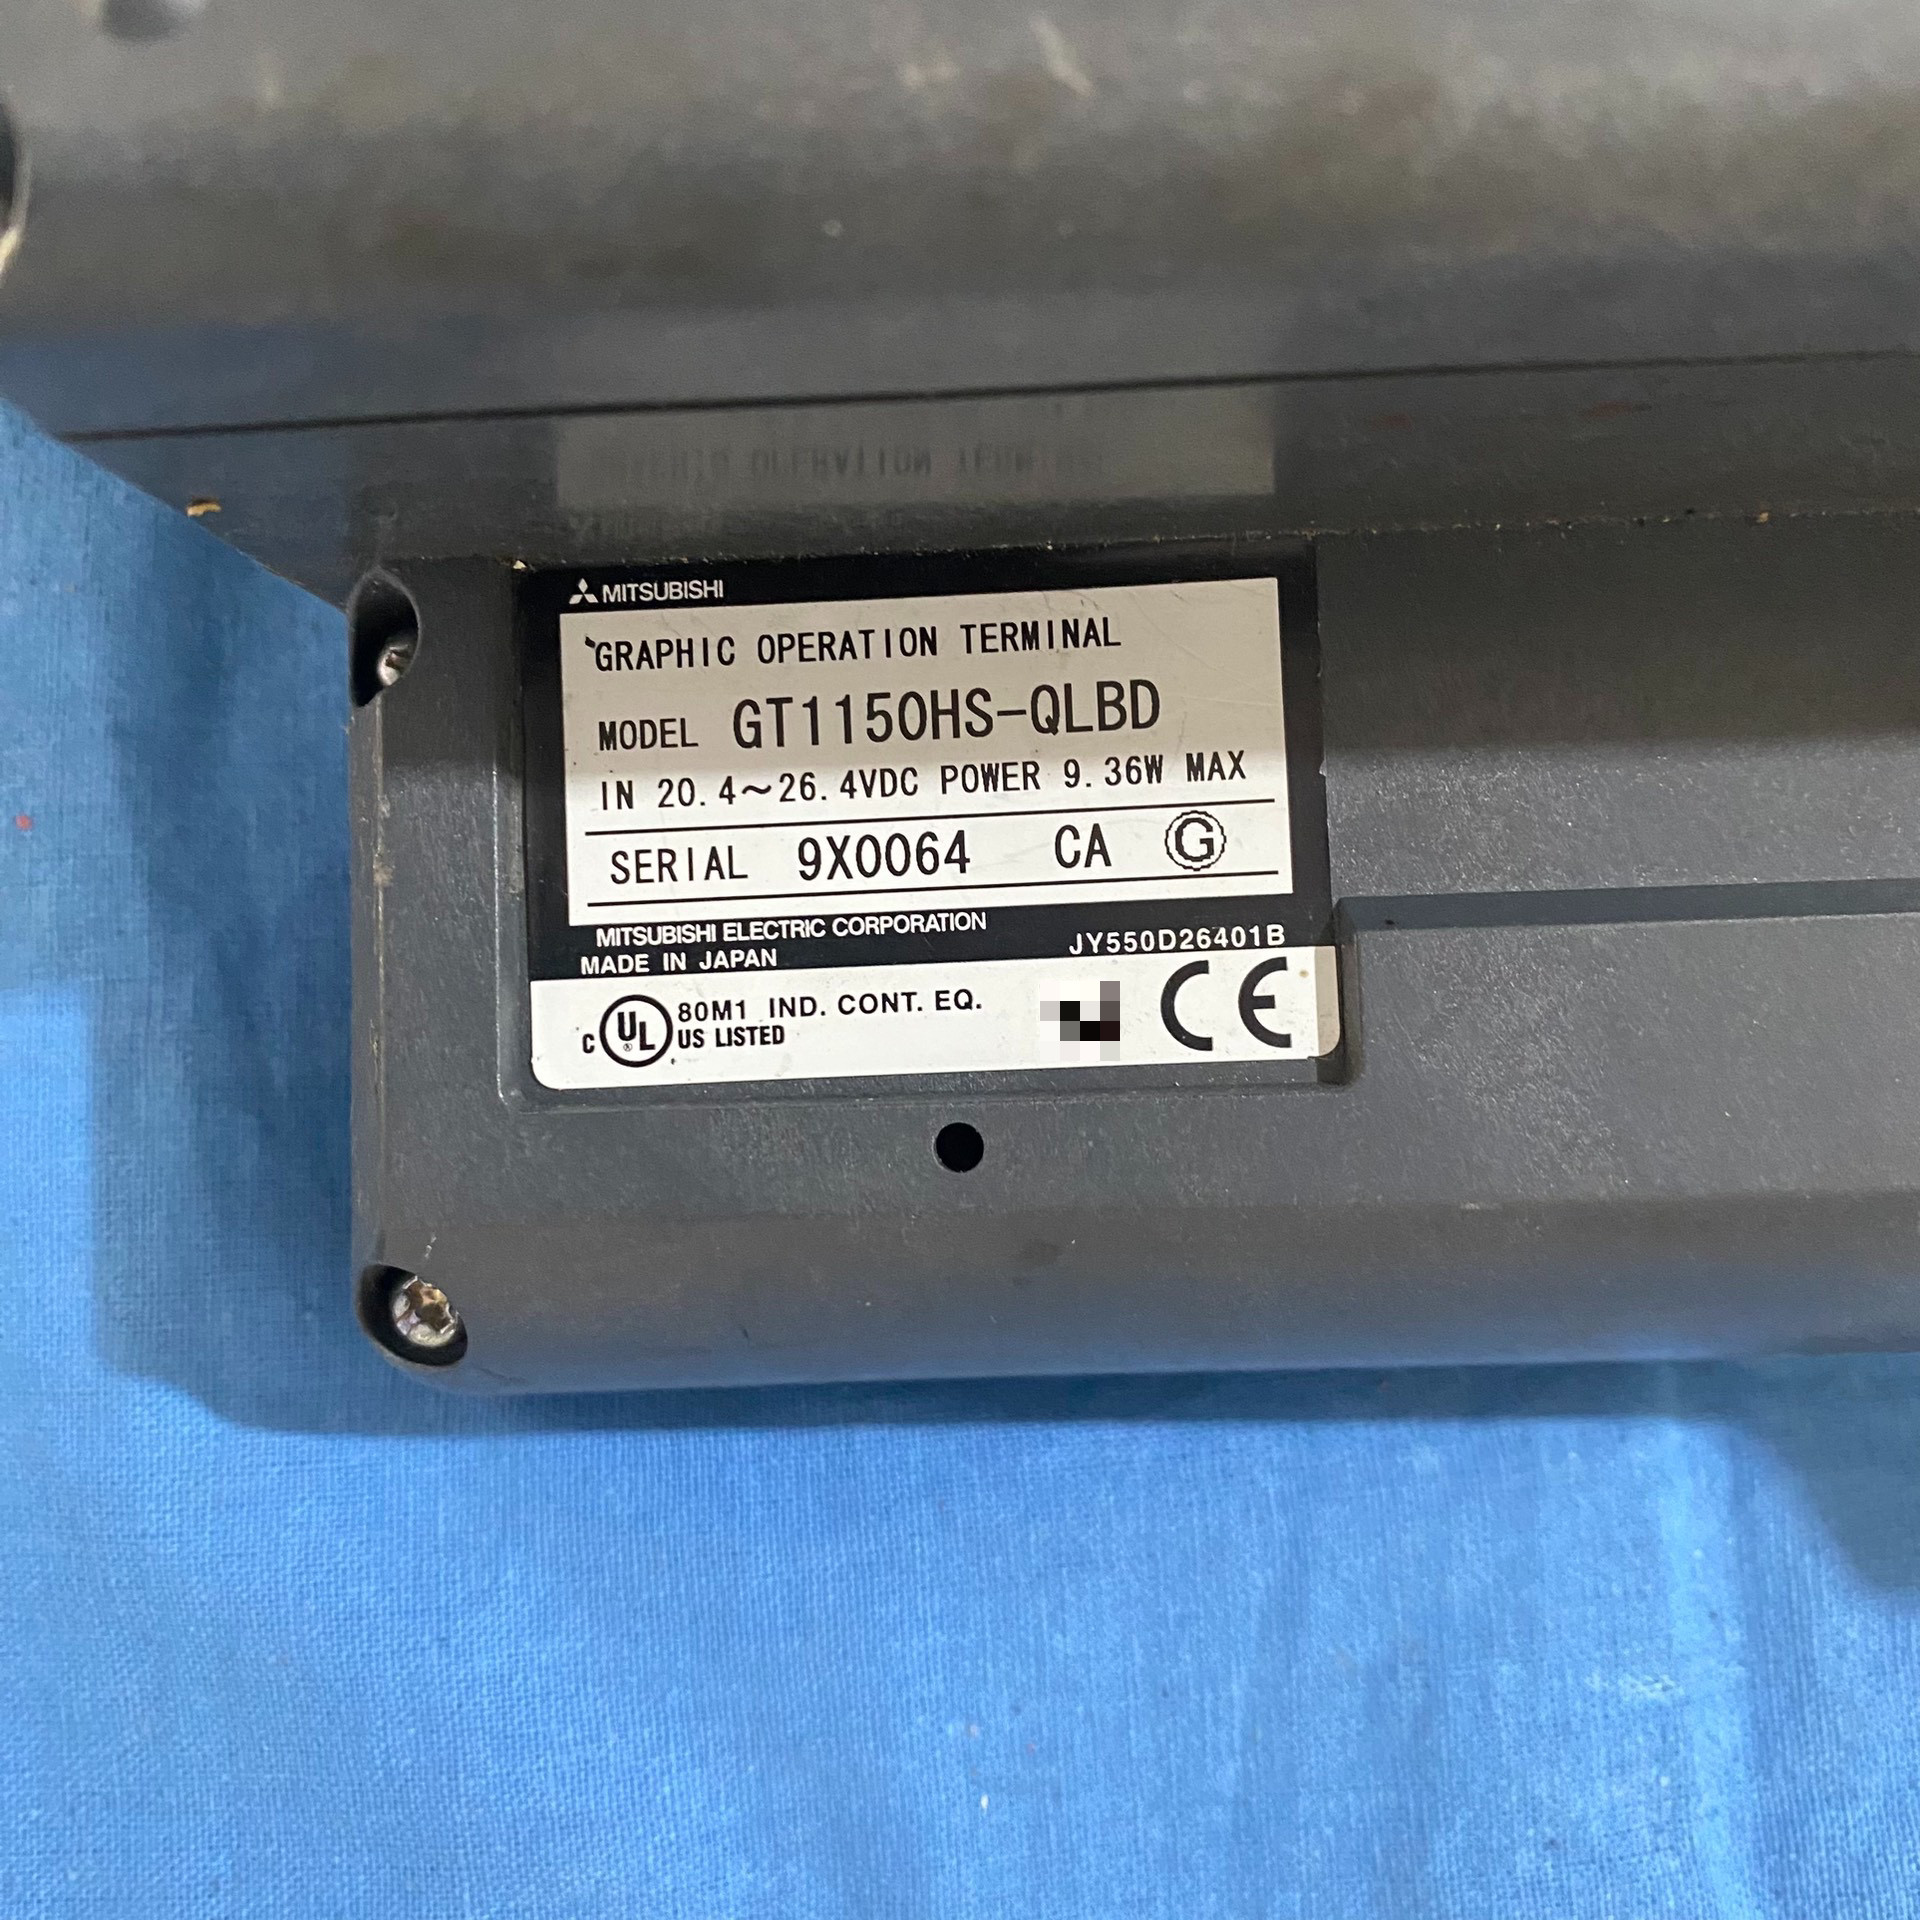 MITSUBISHI
GRAPHIC OPERATION TERMINAL
MODEL GT1150HS-QLBD
IN 20.4~26.4VDC POWER 9.36W MAX
SERIAL 9X0064 CA G
MITSUBISHI ELECTRIC CORPORATION
MADE IN JAPAN JY550D26401B
C UL ® 80M1 IND. CONT. EQ.
US LISTED
CE